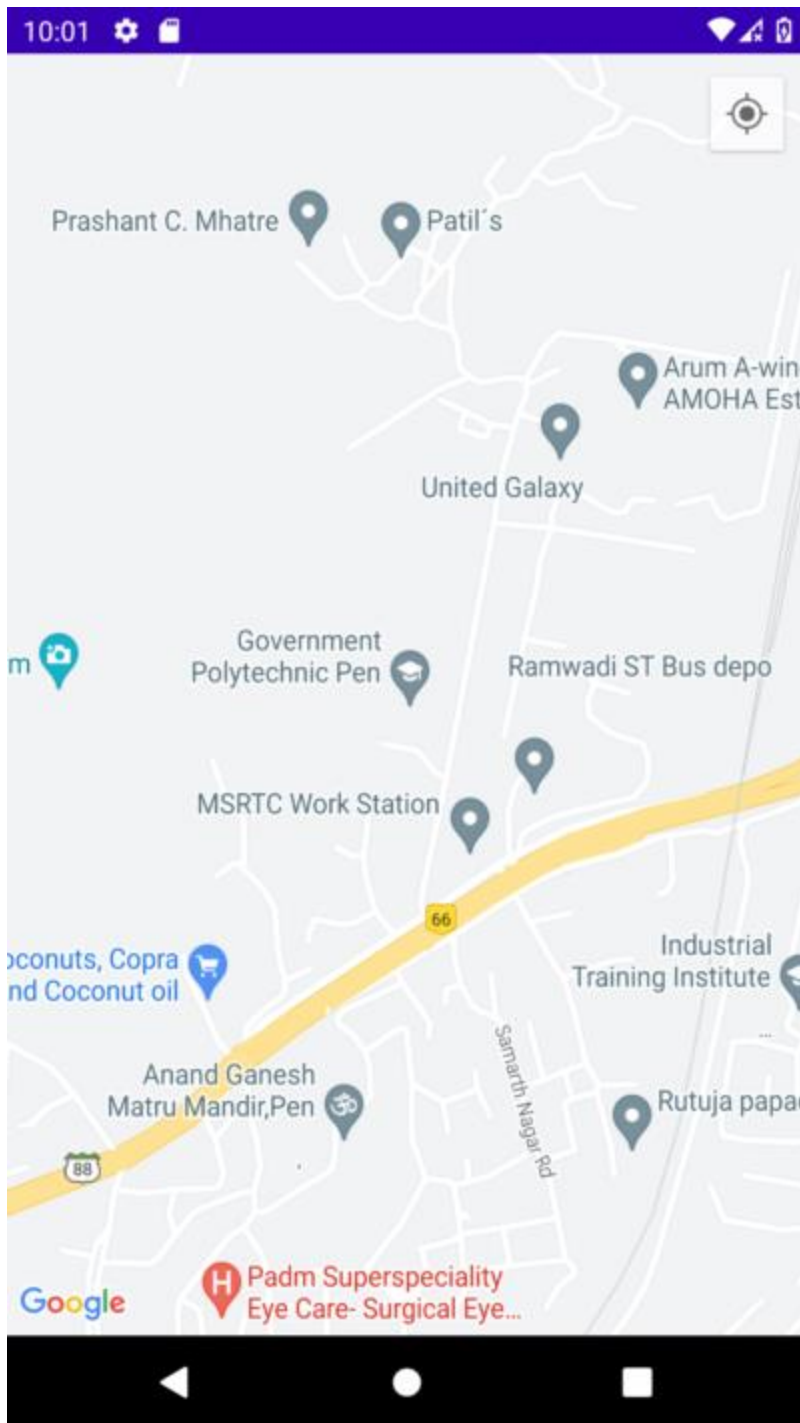 10:01
Prashant C. Mhatre
Patil´s
Arum A-win
AMOHA Est
United Galaxy
Government
Polytechnic Pen
m
Ramwadi ST Bus depo
MSRTC Work Station
66
oconuts, Copra
nd Coconut oil
Industrial
Training Institute
...
Samarth Nagar Rd
Anand Ganesh
Matru Mandir,Pen
ॐ
Rutuja papa
88
H
Padm Superspeciality
Eye Care- Surgical Eye...
Google